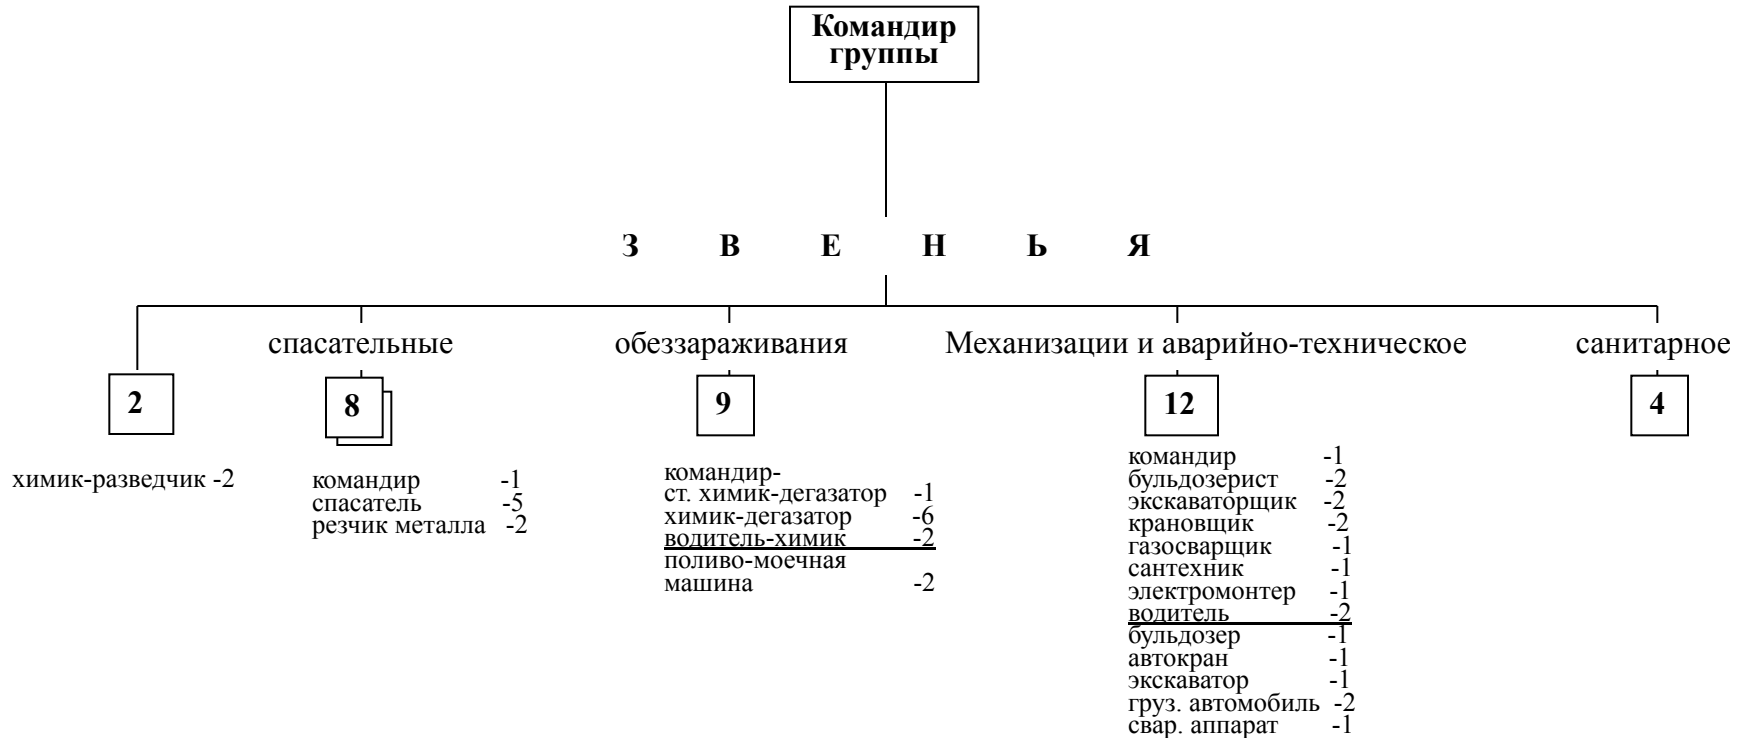 Командир
группы
З В Е Н Ь Я
спасательные
обеззараживания
Механизации и аварийно-техническое
санитарное
2
8
9
12
4
химик-разведчик -2
командир -1
спасатель -5
резчик металла -2
командир-
ст. химик-дегазатор -1
химик-дегазатор -6
водитель-химик -2
поливо-моечная
машина -2
командир -1
бульдозерист -2
экскаваторщик -2
крановщик -2
газосварщик -1
сантехник -1
электромонтер -1
водитель -2
бульдозер -1
автокран -1
экскаватор -1
груз. автомобиль -2
свар. аппарат -1